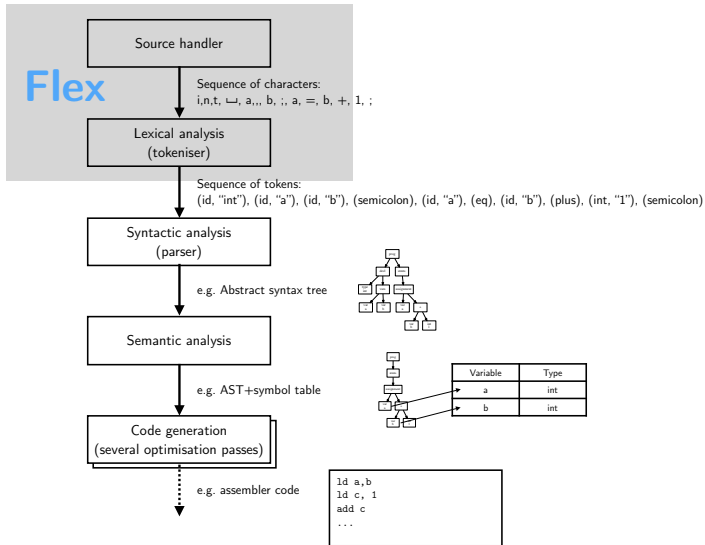 Source handler
Flex
Sequence of characters:
i,n,t, ⌴, a,,, b, ;, a, =, b, +, 1, ;
Lexical analysis
(tokeniser)
Sequence of tokens:
(id, “int”), (id, “a”), (id, “b”), (semicolon), (id, “a”), (eq), (id, “b”), (plus), (int, “1”), (semicolon)
Syntactic analysis
(parser)
e.g. Abstract syntax tree
Semantic analysis
e.g. AST+symbol table
Variable Type
a int
b int
Code generation
(several optimisation passes)
e.g. assembler code
ld a,b
ld c, 1
add c
...